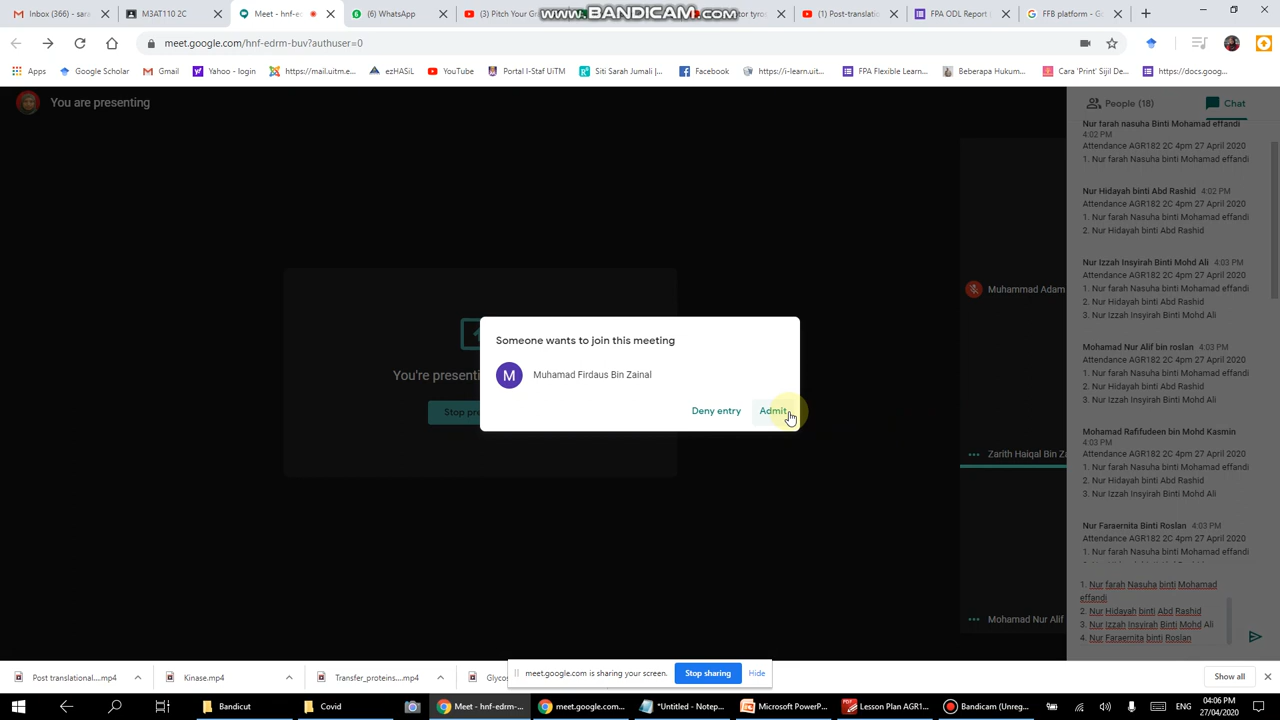 www.BANDICAM.com
Inbox (366) - sara
M3AT110 2C
Meet - hnf-e
(6) WhatsApp
(3) Pitch Your Gr
tor tyros
(1) Post-translatio
FPA ODL Report
FFB platform - Go
meet.google.com/hnf-edrm-buv?authuser=0
Apps
Google Scholar
Gmail
Yahoo - login
https://mail.uitm.e...
ezHASiL
YouTube
Portal I-Staf UiTM
Siti Sarah Jumali |...
Facebook
https://i-learn.uit...
FPA Flexible Learn...
Beberapa Hukum...
Cara 'Print' Sijil De...
https://docs.goog...
You are presenting
People (18)
Chat
Nur farah nasuha Binti Mohamad effandi
4:02 PM
Attendance AGR182 2C 4pm 27 April 2020
1. Nur farah Nasuha binti Mohamad effandi
Nur Hidayah binti Abd Rashid 4:02 PM
Attendance AGR182 2C 4pm 27 April 2020
1. Nur farah Nasuha binti Mohamad effandi
2. Nur Hidayah binti Abd Rashid
Nur Izzah Insyirah Binti Mohd Ali 4:03 PM
Attendance AGR182 2C 4pm 27 April 2020
1. Nur farah Nasuha binti Mohamad effandi
2. Nur Hidayah binti Abd Rashid
3. Nur Izzah Insyirah Binti Mohd Ali
Mohamad Nur Alif bin roslan 4:03 PM
Attendance AGR182 2C 4pm 27 April 2020
1. Nur farah Nasuha binti Mohamad effandi
2. Nur Hidayah binti Abd Rashid
3. Nur Izzah Insyirah Binti Mohd Ali
Mohamad Rafifudeen bin Mohd Kasmin
4:03 PM
Attendance AGR182 2C 4pm 27 April 2020
1. Nur farah Nasuha binti Mohamad effandi
2. Nur Hidayah binti Abd Rashid
3. Nur Izzah Insyirah Binti Mohd Ali
Nur Faraernita Binti Roslan 4:03 PM
Attendance AGR182 2C 4pm 27 April 2020
1. Nur farah Nasuha binti Mohamad effandi
1. Nur farah Nasuha binti Mohamad
effandi
2. Nur Hidayah binti Abd Rashid
3. Nur Izzah Insyirah Binti Mohd Ali
4. Nur Faraernita binti Roslan
Muhammad Adam
Zarith Haiqal Bin Za
Mohamad Nur Alif
You're presenti
Stop pre
Someone wants to join this meeting
M
Muhamad Firdaus Bin Zainal
Deny entry
Admit
Post translational....mp4
Kinase.mp4
Transfer_proteins....mp4
Glycos
meet.google.com is sharing your screen.
Stop sharing
Hide
Show all
Bandicut
Covid
Meet - hnf-edrm-...
meet.google.com...
*Untitled - Notep...
Microsoft PowerP...
Lesson Plan AGR1...
Bandicam (Unreg...
ENG
04:06 PM
27/04/2020